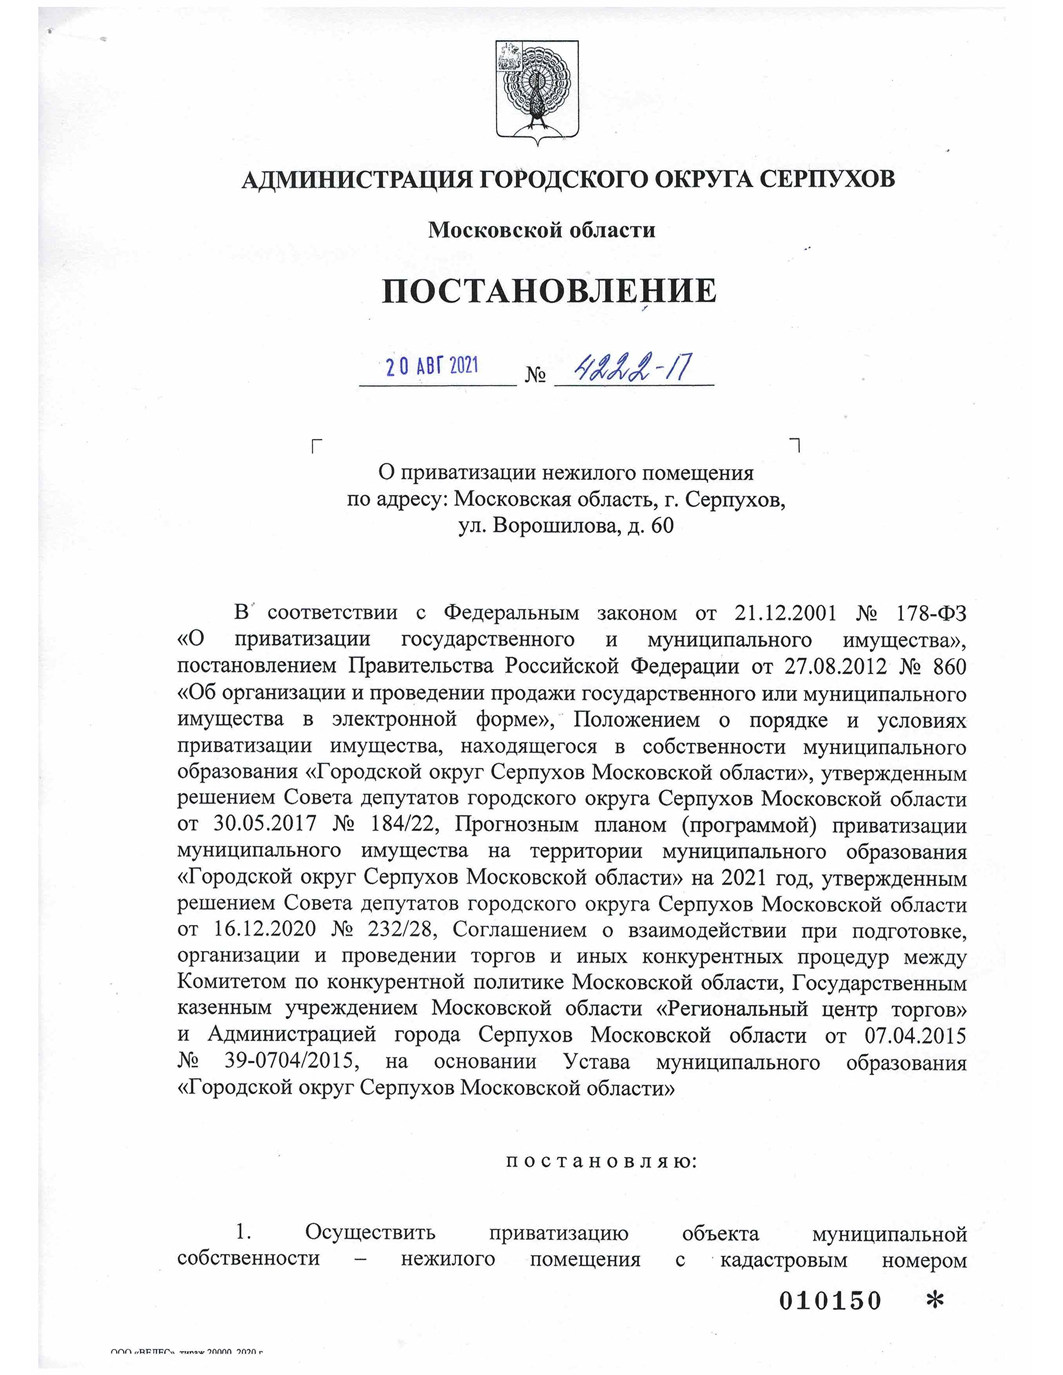 АДМИНИСТРАЦИЯ ГОРОДСКОГО ОКРУГА СЕРПУХОВ
Московской области
ПОСТАНОВЛЕНИЕ
20 АВГ 2021 № 4222-П
О приватизации нежилого помещения
по адресу: Московская область, г. Серпухов,
ул. Ворошилова, д. 60
В соответствии с Федеральным законом от 21.12.2001 № 178-ФЗ
«О приватизации государственного и муниципального имущества»,
постановлением Правительства Российской Федерации от 27.08.2012 № 860
«Об организации и проведении продажи государственного или муниципального
имущества в электронной форме», Положением о порядке и условиях
приватизации имущества, находящегося в собственности муниципального
образования «Городской округ Серпухов Московской области», утвержденным
решением Совета депутатов городского округа Серпухов Московской области
от 30.05.2017 № 184/22, Прогнозным планом (программой) приватизации
муниципального имущества на территории муниципального образования
«Городской округ Серпухов Московской области» на 2021 год, утвержденным
решением Совета депутатов городского округа Серпухов Московской области
от 16.12.2020 № 232/28, Соглашением о взаимодействии при подготовке,
организации и проведении торгов и иных конкурентных процедур между
Комитетом по конкурентной политике Московской области, Государственным
казенным учреждением Московской области «Региональный центр торгов»
и Администрацией города Серпухов Московской области от 07.04.2015
№ 39-0704/2015, на основании Устава муниципального образования
«Городской округ Серпухов Московской области»
п о с т а н о в л я ю:
1. Осуществить приватизацию объекта муниципальной
собственности – нежилого помещения с кадастровым номером
010150 *
ООО «ВЕЛЕС», тираж 20000, 2020 г.